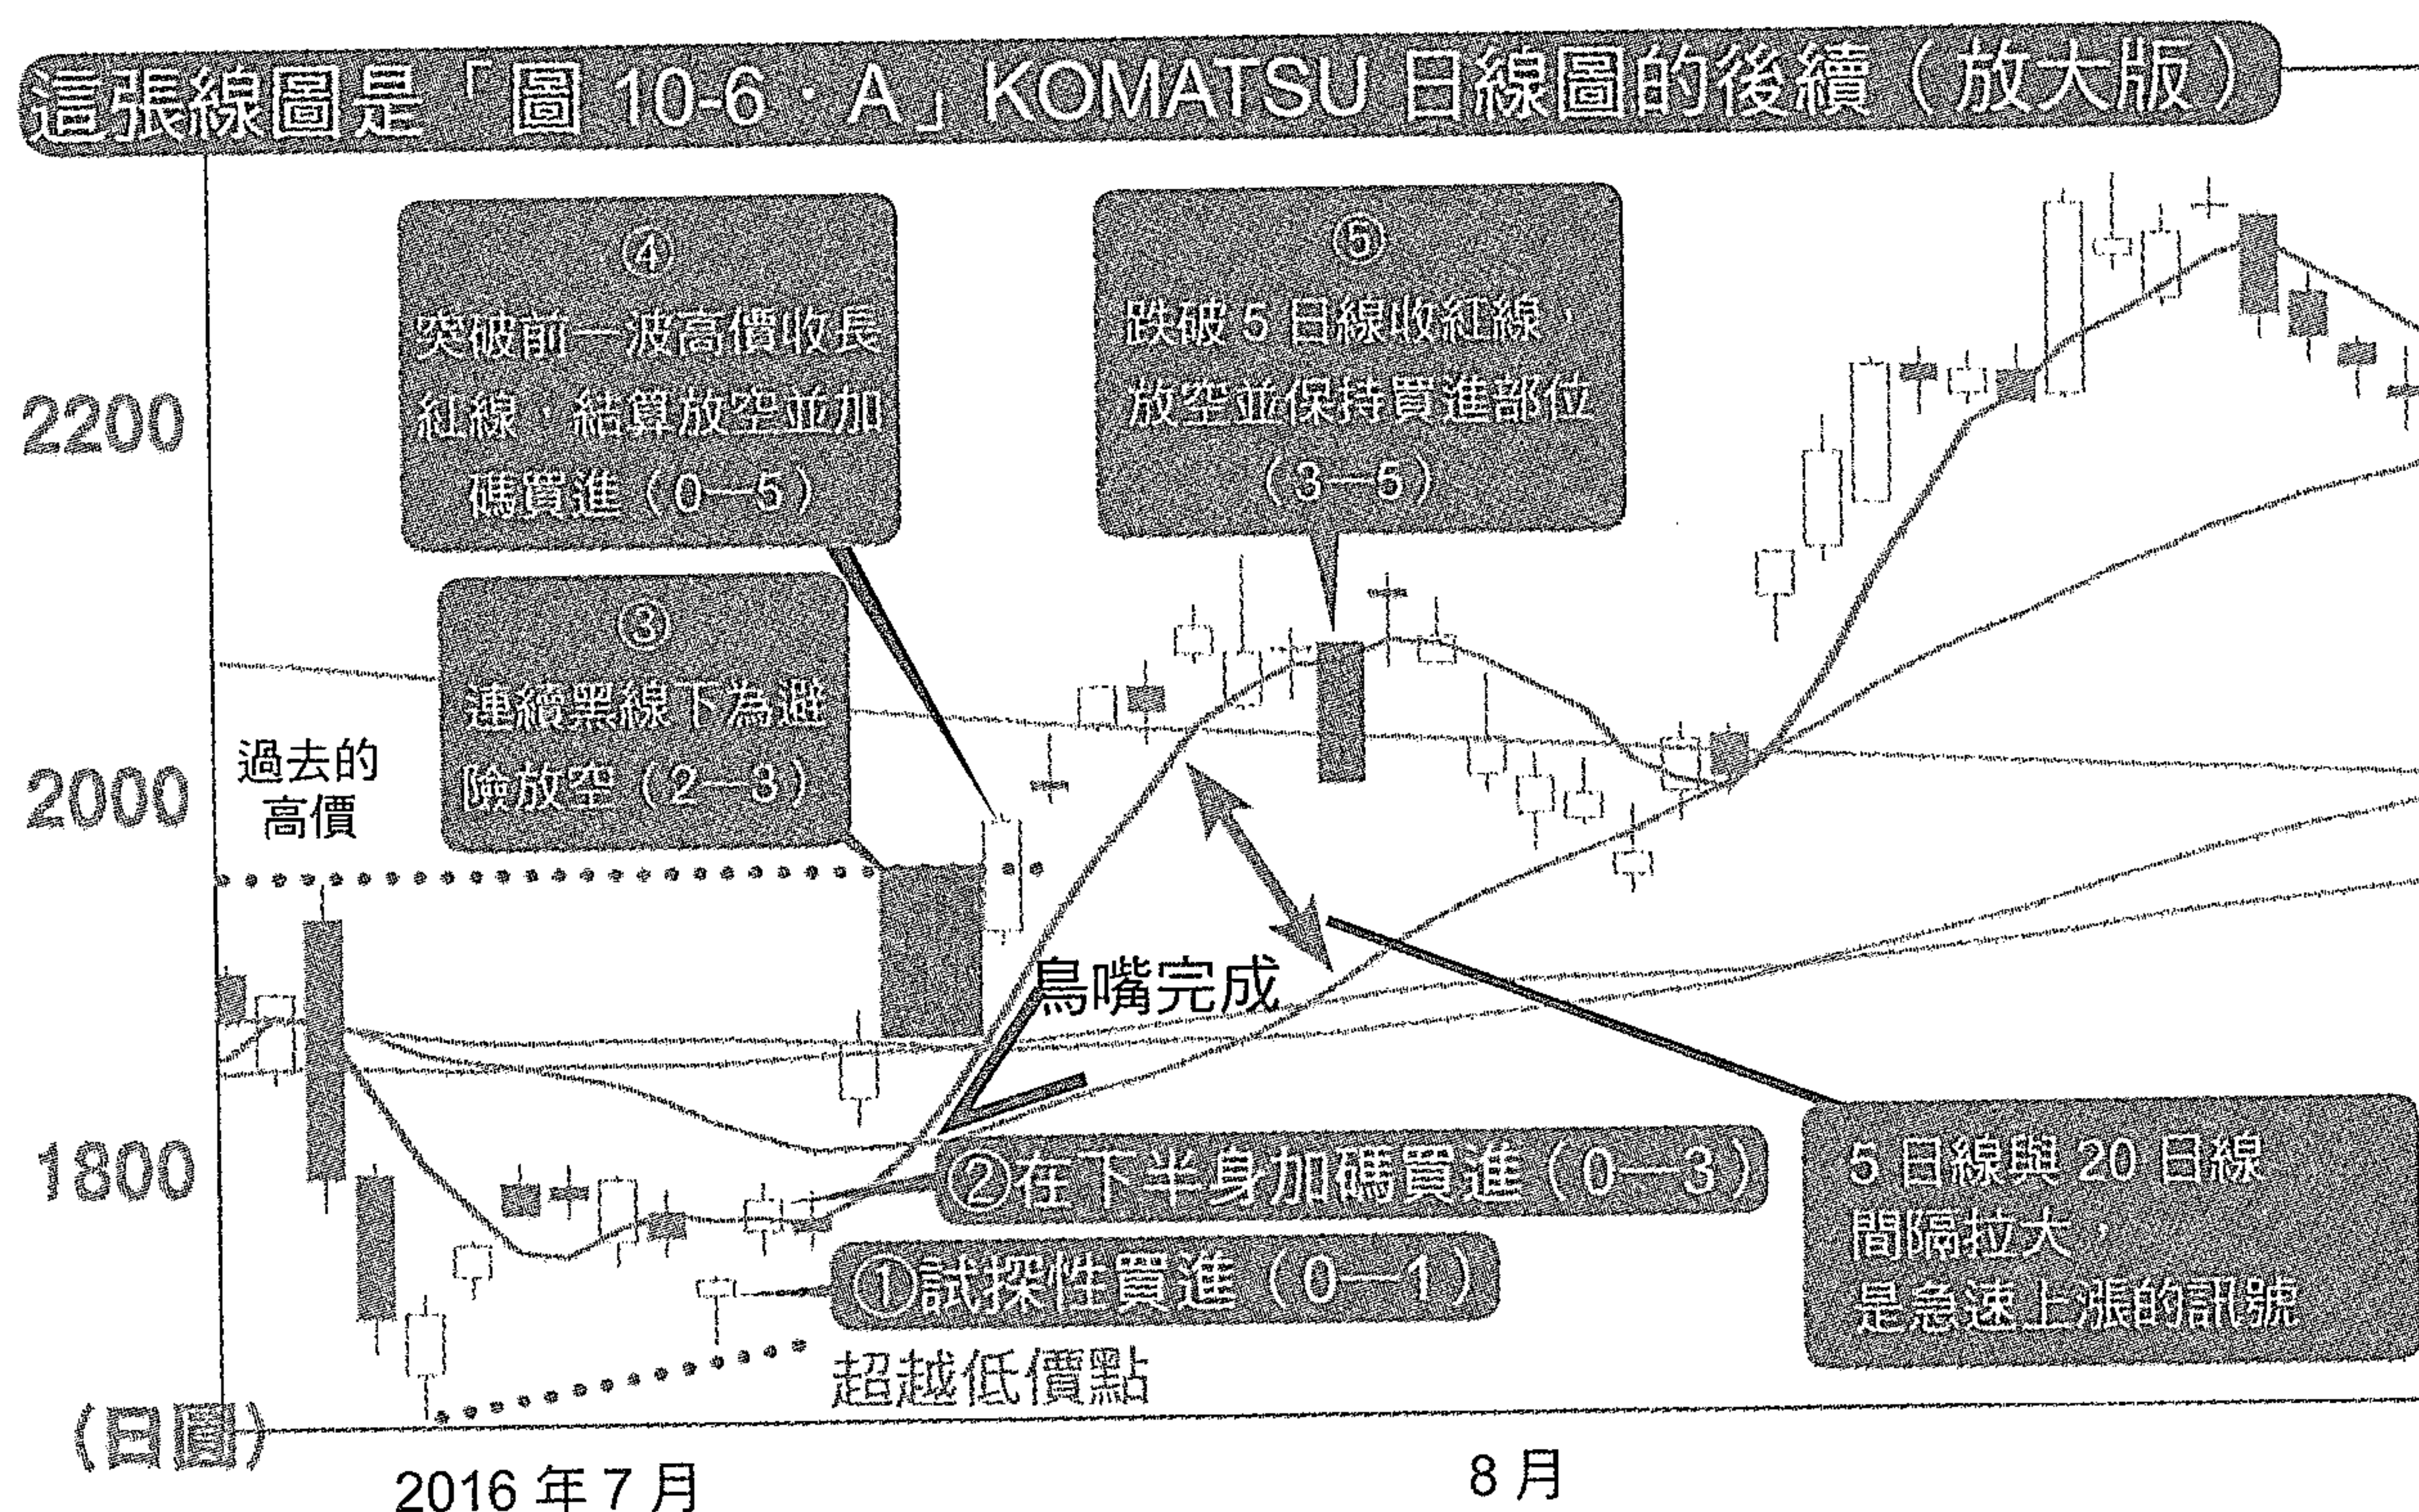 這張線圖是「圖 10-6・A」KOMATSU 日線圖的後續（放大版）
④
突破前一波高價收長
紅線，結算放空並加
碼買進（0—5）
⑤
跌破 5 日線收紅線，
放空並保持買進部位
（3—5）
③
連續黑線下為避
險放空（2—3）
過去的
高價
2200
2000
1800
（日圓）
鳥嘴完成
②在下半身加碼買進（0—3）
①試探性買進（0—1）
超越低價點
5 日線與 20 日線
間隔拉大，
是急速上漲的訊號
2016 年 7 月
8 月